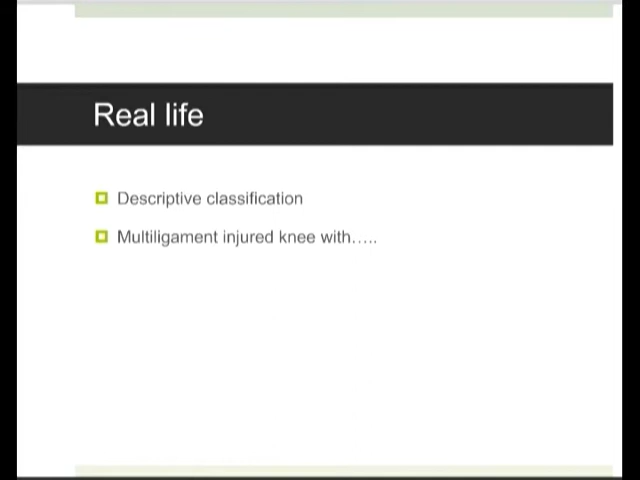 Real life
Descriptive classification
Multiligament injured knee with…..